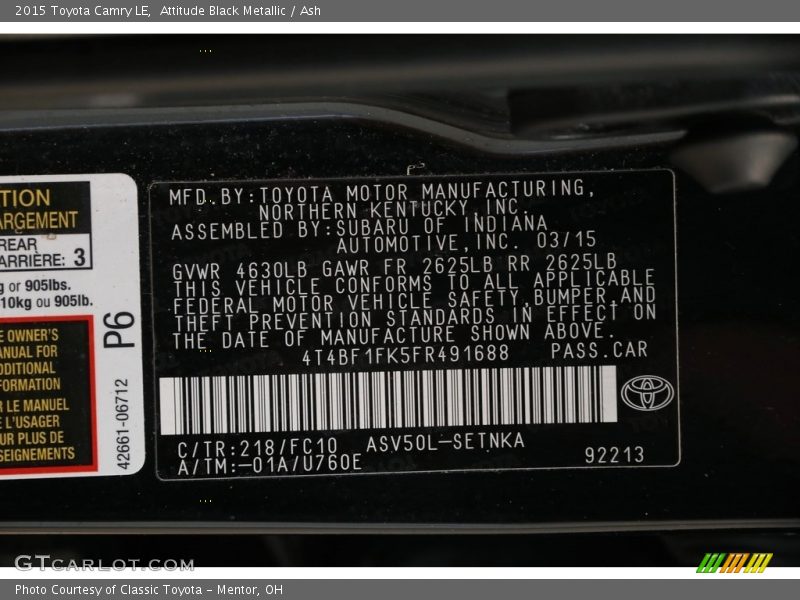 2015 Toyota Camry LE,  Attitude Black Metallic / Ash
TION
ARGEMENT
REAR
ARRIÈRE: 3
g or 905lbs.
10kg ou 905lb.
E OWNER'S
ANUAL FOR
DDITIONAL
FORMATION
R LE MANUEL
E L'USAGER
UR PLUS DE
SEIGNEMENTS
P6
42661-06712
MFD.BY:TOYOTA MOTOR MANUFACTURING,
NORTHERN KENTUCKY,INC.
ASSEMBLED BY:SUBARU OF INDIANA
AUTOMOTIVE,INC. 03/15
GVWR 4630LB GAWR FR 2625LB RR 2625LB
THIS VEHICLE CONFORMS TO ALL APPLICABLE
FEDERAL MOTOR VEHICLE SAFETY,BUMPER,AND
THEFT PREVENTION STANDARDS IN EFFECT ON
THE DATE OF MANUFACTURE SHOWN ABOVE.
4T4BF1FK5FR491688 PASS.CAR
C/TR:218/FC10 ASV50L-SETNKA
A/TM:-01A/U760E
92213
GTCARLOT.COM
Photo Courtesy of Classic Toyota - Mentor, OH